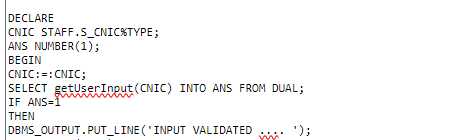 DECLARE
CNIC STAFF.S_CNIC%TYPE;
ANS NUMBER(1);
BEGIN
CNIC:=:CNIC;
SELECT getUserInput(CNIC) INTO ANS FROM DUAL;
IF ANS=1
THEN
DBMS_OUTPUT.PUT_LINE('INPUT VALIDATED .... ');